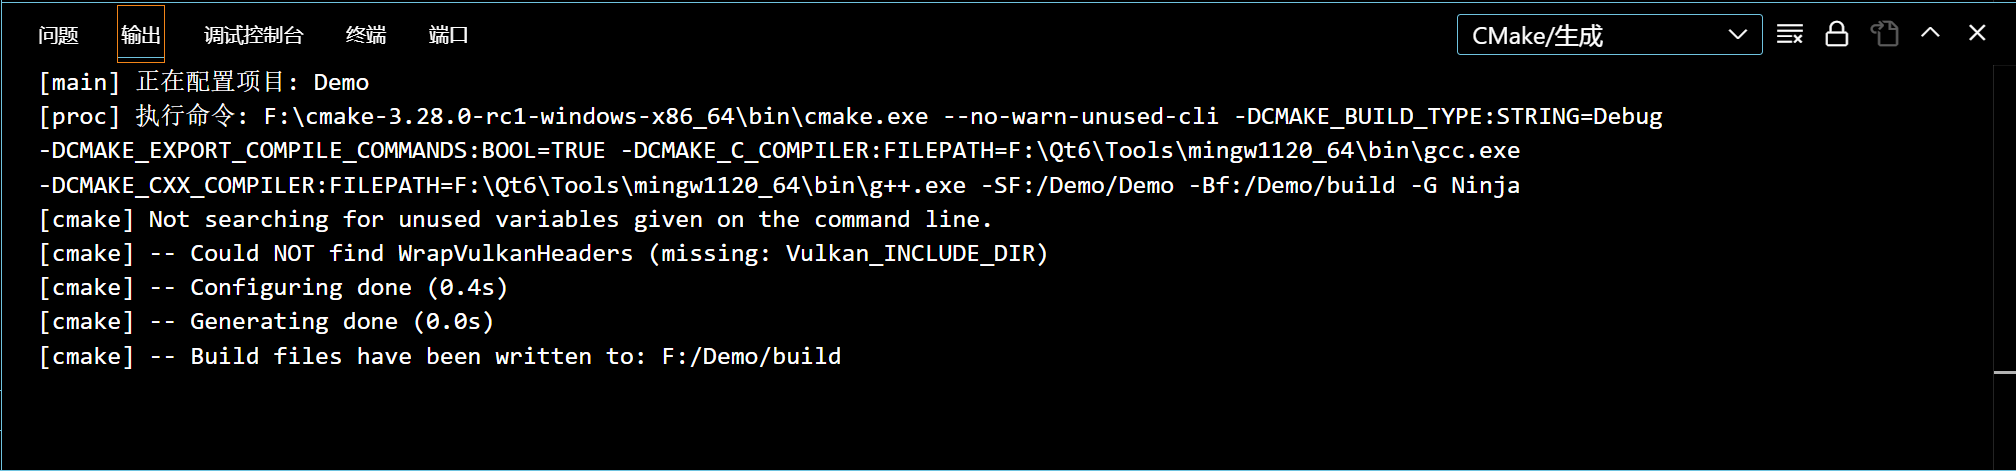 问题 输出 调试控制台 终端 端口 CMake/生成
[main] 正在配置项目: Demo
[proc] 执行命令: F:\cmake-3.28.0-rc1-windows-x86_64\bin\cmake.exe --no-warn-unused-cli -DCMAKE_BUILD_TYPE:STRING=Debug
-DCMAKE_EXPORT_COMPILE_COMMANDS:BOOL=TRUE -DCMAKE_C_COMPILER:FILEPATH=F:\Qt6\Tools\mingw1120_64\bin\gcc.exe
-DCMAKE_CXX_COMPILER:FILEPATH=F:\Qt6\Tools\mingw1120_64\bin\g++.exe -SF:/Demo/Demo -Bf:/Demo/build -G Ninja
[cmake] Not searching for unused variables given on the command line.
[cmake] -- Could NOT find WrapVulkanHeaders (missing: Vulkan_INCLUDE_DIR)
[cmake] -- Configuring done (0.4s)
[cmake] -- Generating done (0.0s)
[cmake] -- Build files have been written to: F:/Demo/build